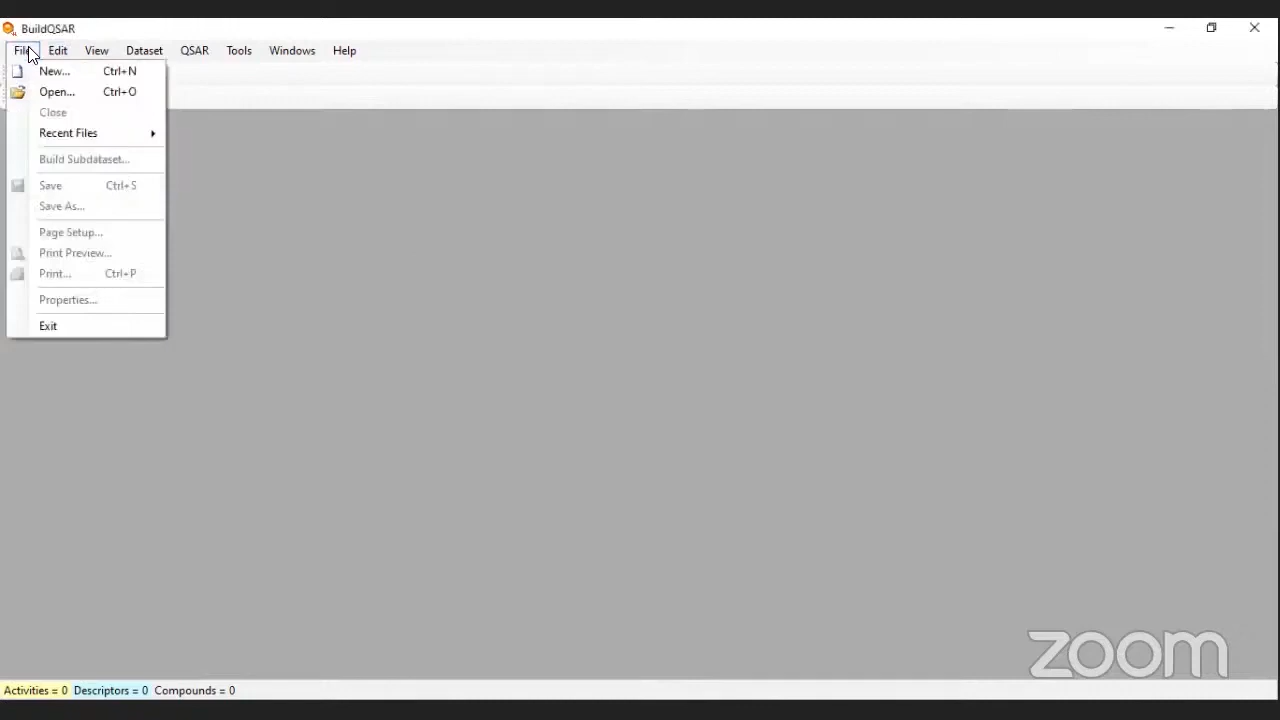 BuildQSAR
File Edit View Dataset QSAR Tools Windows Help
New... Ctrl+N
Open... Ctrl+O
Close
Recent Files
Build Subdataset...
Save Ctrl+S
Save As...
Page Setup...
Print Preview...
Print... Ctrl+P
Properties...
Exit
zoom
Activities = 0 Descriptors = 0 Compounds = 0